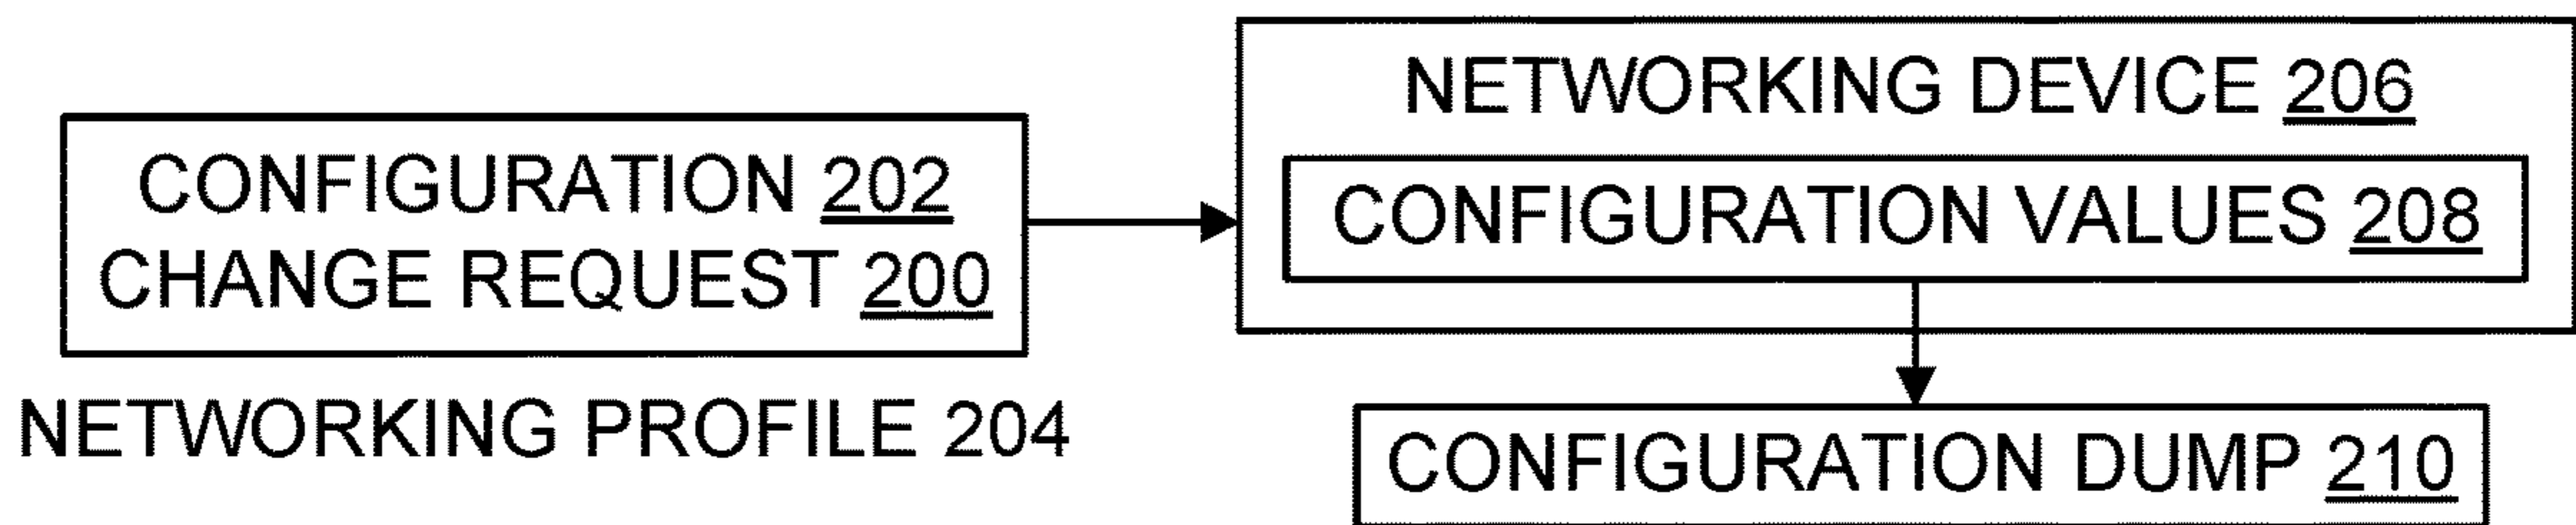 CONFIGURATION 202
CHANGE REQUEST 200
NETWORKING PROFILE 204
NETWORKING DEVICE 206
CONFIGURATION VALUES 208
CONFIGURATION DUMP 210